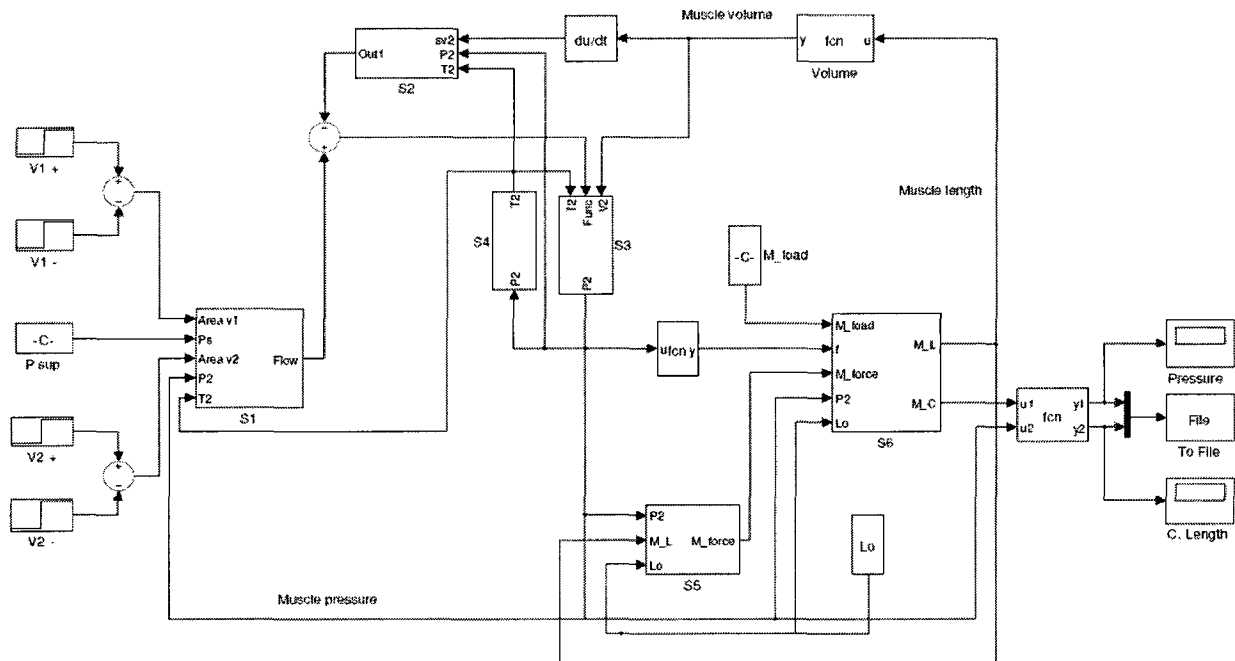 Muscle volume
sv2
P2
T2
Out1
S2
du/dt
y fcn u
Volume
V1 +
V1 -
-C-
P sup
V2 +
V2 -
Area v1
Ps
Area v2
P2
T2
Flow
S1
T2
S4
P2
T2
Func
V2
S3
P2
Muscle length
-C-
M_load
u fcn y
M_load
f
M_force
P2
Lo
M_L
M_C
S6
u1
u2
fcn
y1
y2
Pressure
File
To File
C. Length
P2
M_L
Lo
M_force
S5
Lo
Muscle pressure